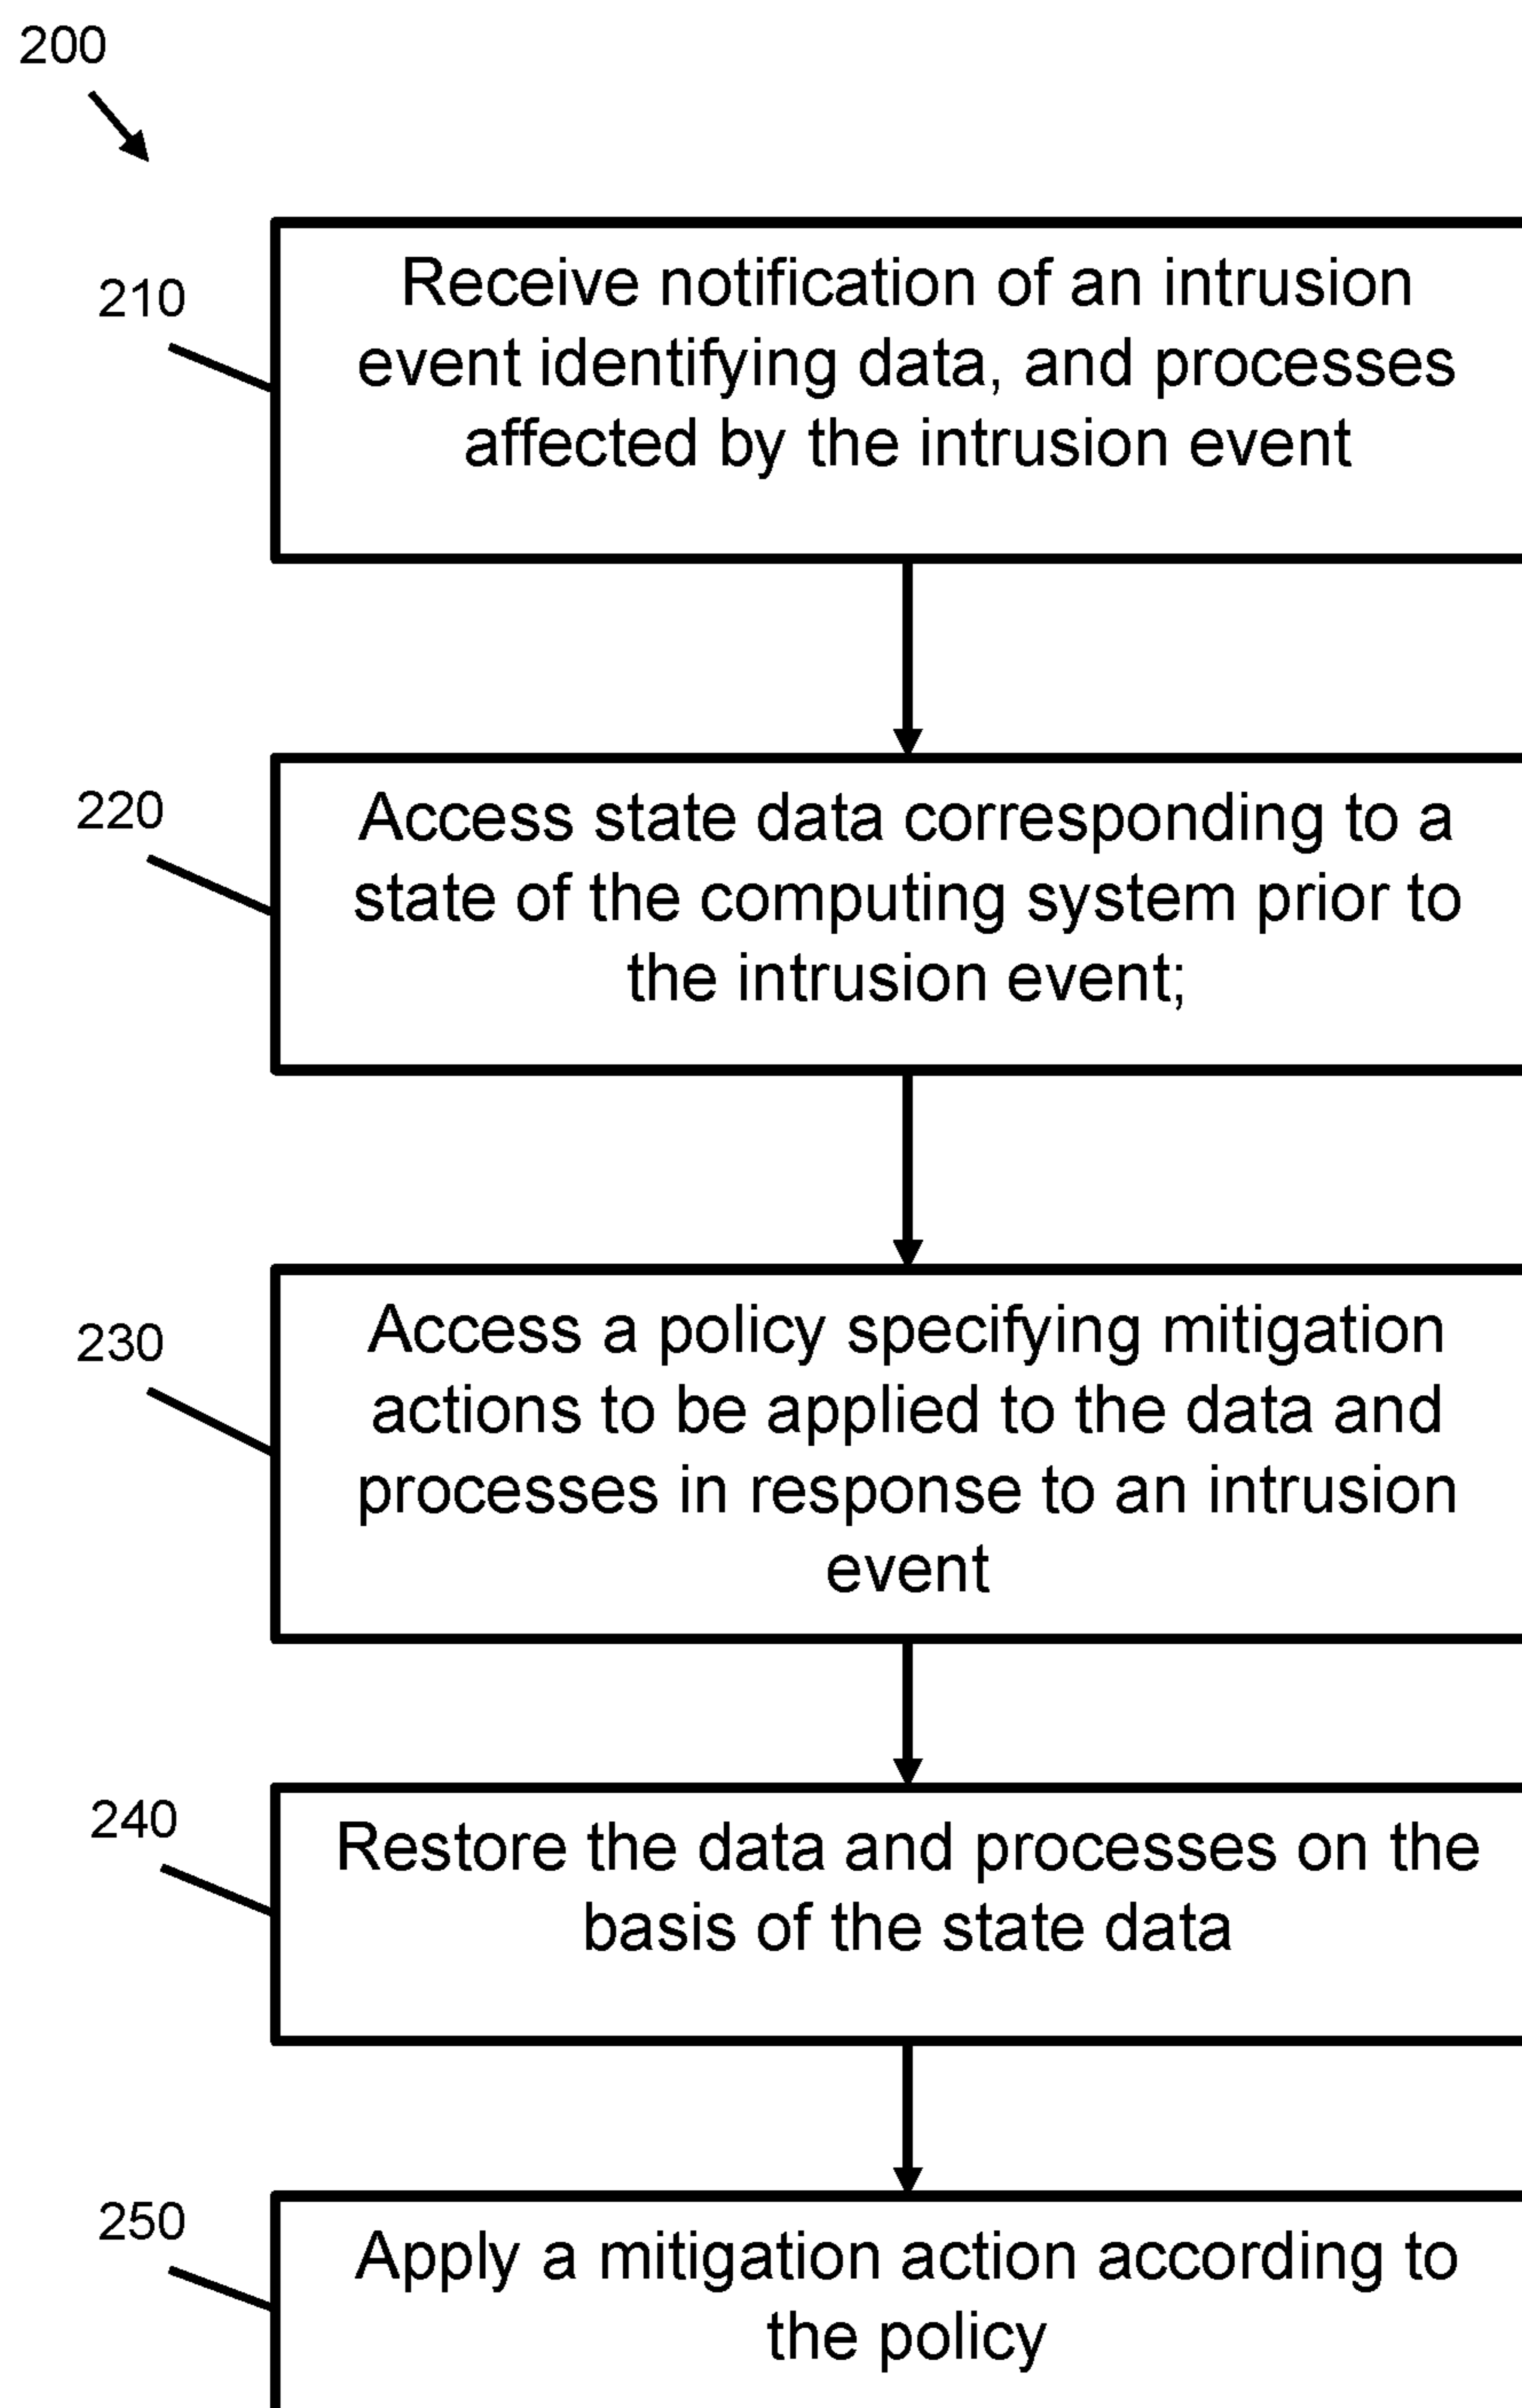 200
210
Receive notification of an intrusion
event identifying data, and processes
affected by the intrusion event
220
Access state data corresponding to a
state of the computing system prior to
the intrusion event;
230
Access a policy specifying mitigation
actions to be applied to the data and
processes in response to an intrusion
event
240
Restore the data and processes on the
basis of the state data
250
Apply a mitigation action according to
the policy